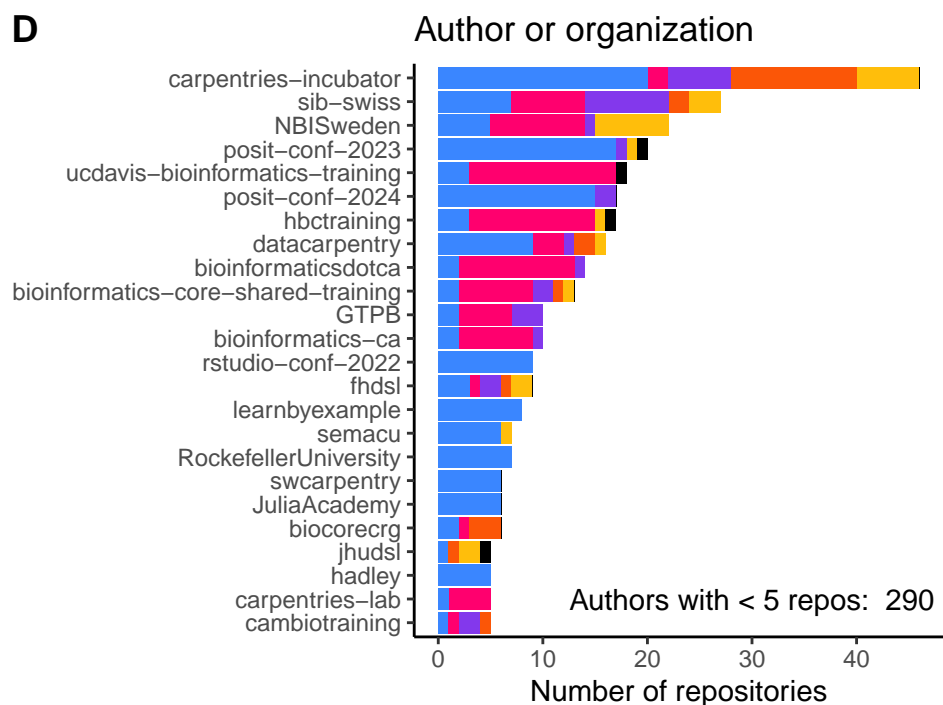 D
Author or organization
carpentries−incubator
sib−swiss
NBISweden
posit−conf−2023
ucdavis−bioinformatics−training
posit−conf−2024
hbctraining
datacarpentry
bioinformaticsdotca
bioinformatics−core−shared−training
GTPB
bioinformatics−ca
rstudio−conf−2022
fhdsl
learnbyexample
semacu
RockefellerUniversity
swcarpentry
JuliaAcademy
biocorecrg
jhudsl
hadley
carpentries−lab
cambiotraining
Authors with < 5 repos: 290
0 10 20 30 40
Number of repositories